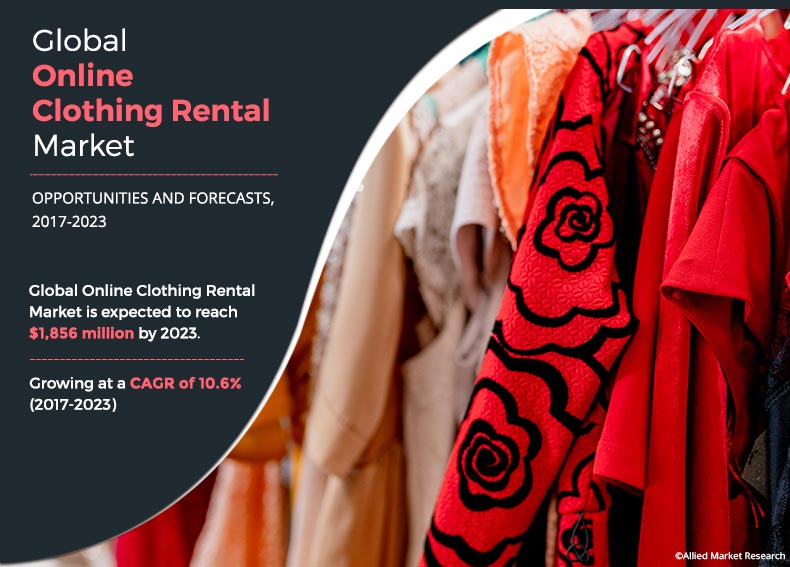 Global
Online
Clothing Rental
Market
OPPORTUNITIES AND FORECASTS,
2017-2023
Global Online Clothing Rental
Market is expected to reach
$1,856 million by 2023.
Growing at a CAGR of 10.6%
(2017-2023)
©Allied Market Research